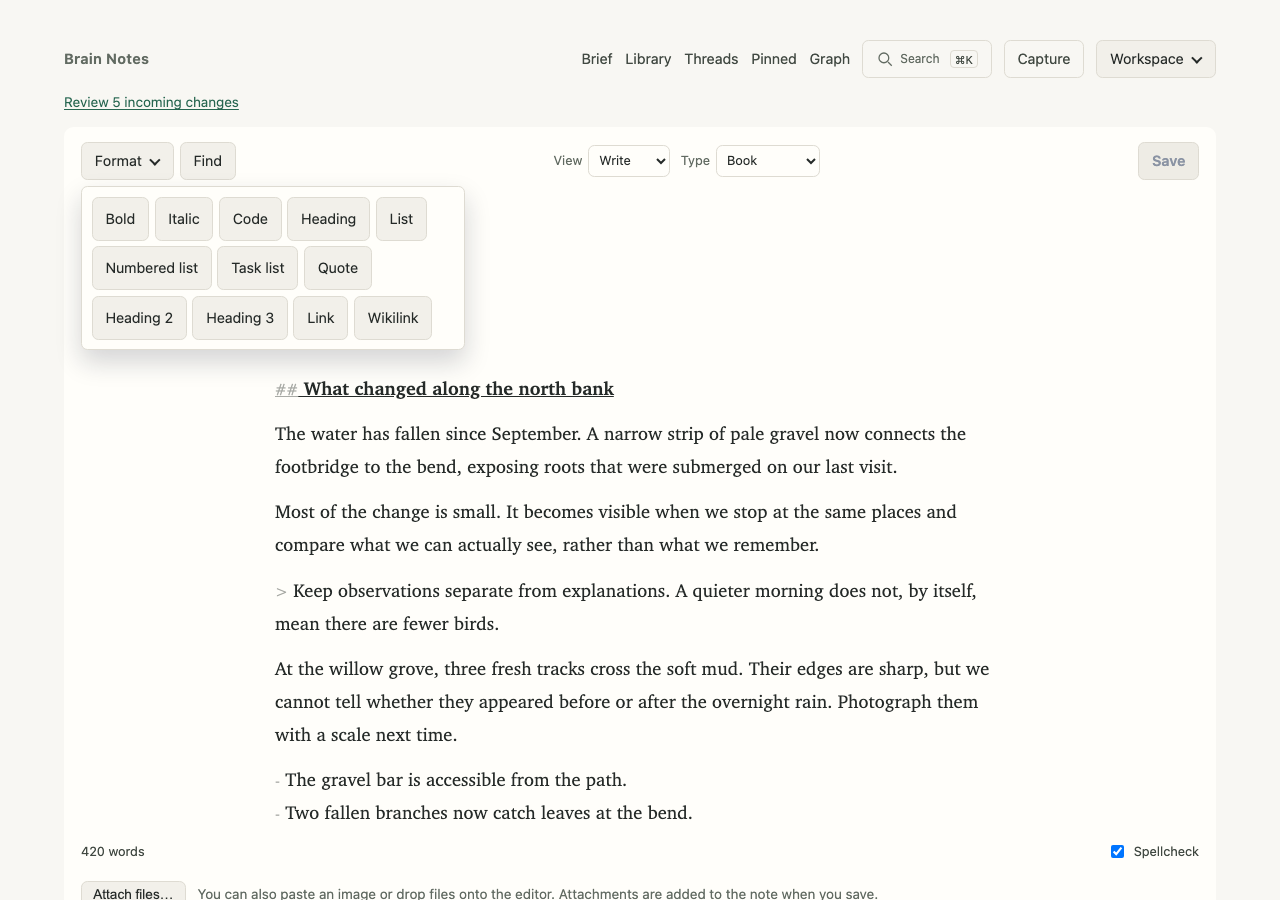 Brain Notes
Brief Library Threads Pinned Graph Search ⌘K Capture Workspace
Review 5 incoming changes
Format Find View Write Type Book Save
Bold Italic Code Heading List
Numbered list Task list Quote
Heading 2 Heading 3 Link Wikilink
## What changed along the north bank
The water has fallen since September. A narrow strip of pale gravel now connects the
footbridge to the bend, exposing roots that were submerged on our last visit.
Most of the change is small. It becomes visible when we stop at the same places and
compare what we can actually see, rather than what we remember.
> Keep observations separate from explanations. A quieter morning does not, by itself,
mean there are fewer birds.
At the willow grove, three fresh tracks cross the soft mud. Their edges are sharp, but we
cannot tell whether they appeared before or after the overnight rain. Photograph them
with a scale next time.
- The gravel bar is accessible from the path.
- Two fallen branches now catch leaves at the bend.
420 words Spellcheck
Attach files... You can also paste an image or drop files onto the editor. Attachments are added to the note when you save.